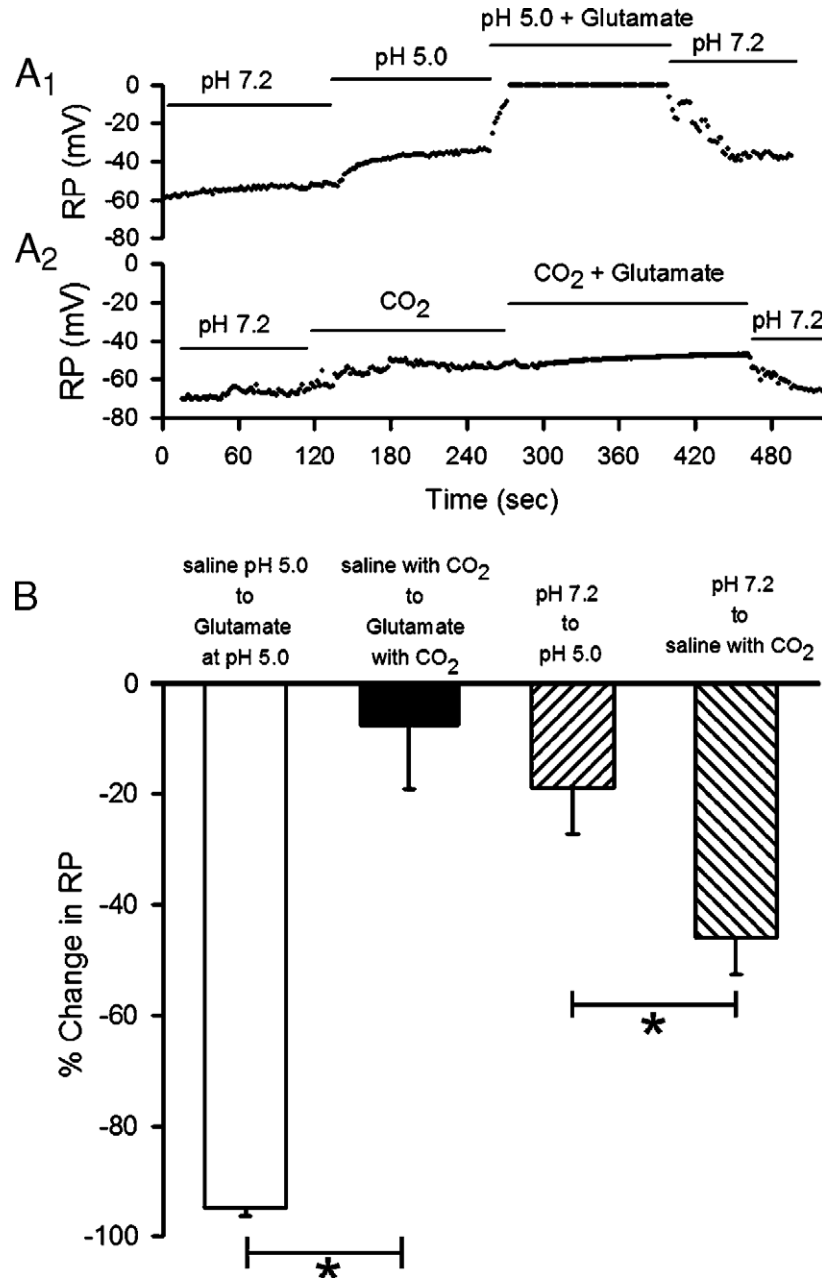 pH 5.0 + Glutamate
A1
pH 7.2
pH 5.0
pH 7.2
0
-20
-40
-60
-80
RP (mV)
A2
CO2 + Glutamate
pH 7.2
CO2
pH 7.2
0
-20
-40
-60
-80
RP (mV)
0 60 120 180 240 300 360 420 480
Time (sec)
B
saline pH 5.0
to
Glutamate
at pH 5.0
saline with CO2
to
Glutamate
with CO2
pH 7.2
to
pH 5.0
pH 7.2
to
saline with CO2
0
-20
-40
-60
-80
-100
% Change in RP
*
*